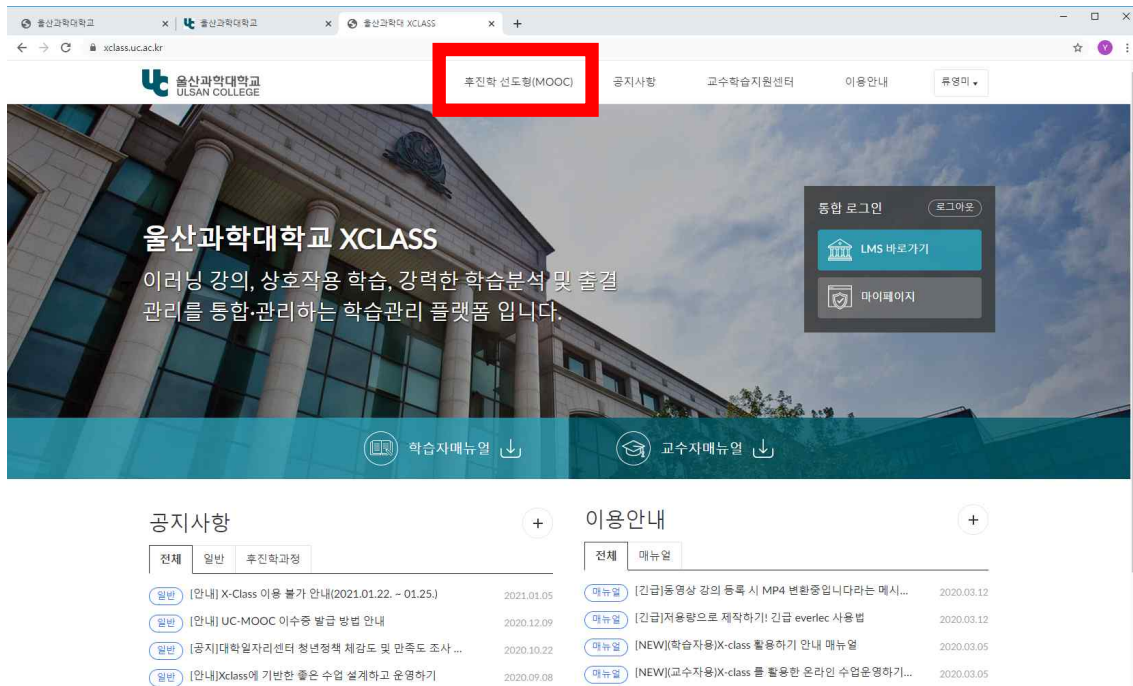 울산과학대학교
울산과학대학교
울산과학대 XCLASS
xclass.uc.ac.kr
Y
울산과학대학교
ULSAN COLLEGE
후진학 선도형(MOOC)
공지사항
교수학습지원센터
이용안내
류영미
울산과학대학교 XCLASS
이러닝 강의, 상호작용 학습, 강력한 학습분석 및 출결
관리를 통합·관리하는 학습관리 플랫폼 입니다.
통합 로그인
로그아웃
LMS 바로가기
마이페이지
학습자매뉴얼
교수자매뉴얼
공지사항
전체 일반 후진학과정
일반 [안내] X-Class 이용 불가 안내(2021.01.22. ~ 01.25.) 2021.01.05
일반 [안내] UC-MOOC 이수증 발급 방법 안내 2020.12.09
일반 [공지]대학일자리센터 청년정책 체감도 및 만족도 조사 ... 2020.10.22
일반 [안내]Xclass에 기반한 좋은 수업 설계하고 운영하기 2020.09.08
이용안내
전체 매뉴얼
매뉴얼 [긴급]동영상 강의 등록 시 MP4 변환중입니다라는 메시... 2020.03.12
매뉴얼 [긴급]저용량으로 제작하기! 긴급 everlec 사용법 2020.03.12
매뉴얼 [NEW](학습자용)X-class 활용하기 안내 매뉴얼 2020.03.05
매뉴얼 [NEW](교수자용)X-class 를 활용한 온라인 수업운영하기... 2020.03.05